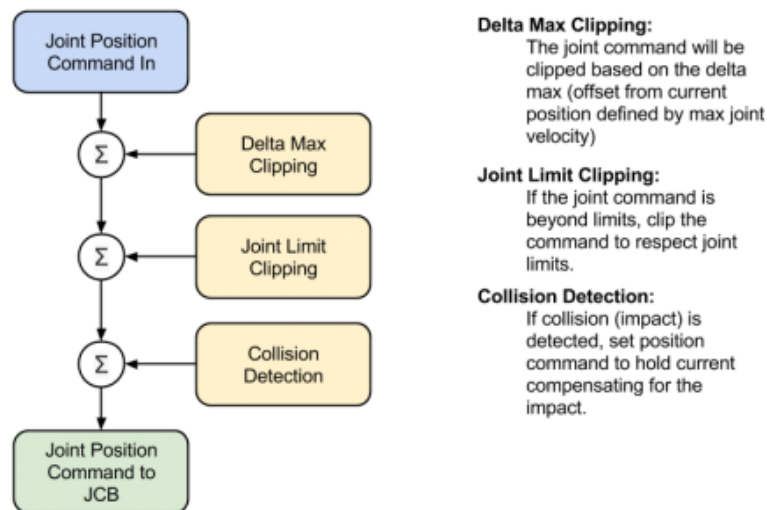 Joint Position
Command In
Σ
Delta Max
Clipping
Σ
Joint Limit
Clipping
Σ
Collision
Detection
Joint Position
Command to
JCB
Delta Max Clipping:
The joint command will be
clipped based on the delta
max (offset from current
position defined by max joint
velocity)
Joint Limit Clipping:
If the joint command is
beyond limits, clip the
command to respect joint
limits.
Collision Detection:
If collision (impact) is
detected, set position
command to hold current
compensating for the
impact.